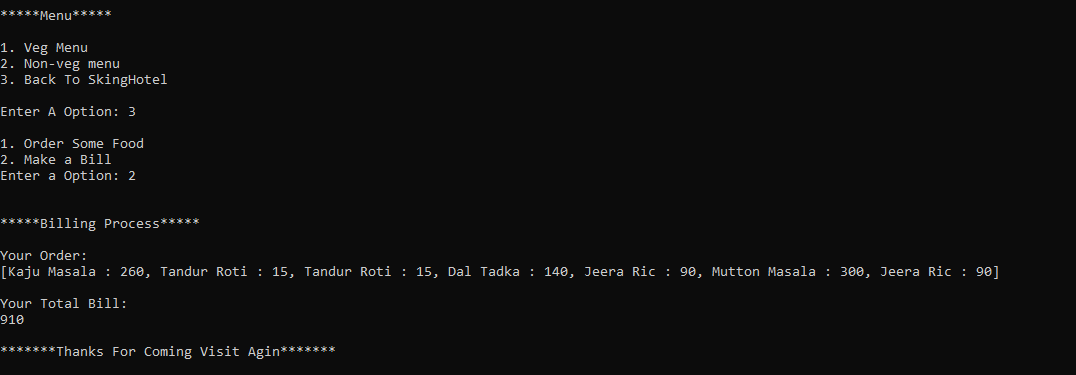 *****Menu*****
1. Veg Menu
2. Non-veg menu
3. Back To SkingHotel
Enter A Option: 3
1. Order Some Food
2. Make a Bill
Enter a Option: 2
*****Billing Process*****
Your Order:
[Kaju Masala : 260, Tandur Roti : 15, Tandur Roti : 15, Dal Tadka : 140, Jeera Ric : 90, Mutton Masala : 300, Jeera Ric : 90]
Your Total Bill:
910
*******Thanks For Coming Visit Agin*******